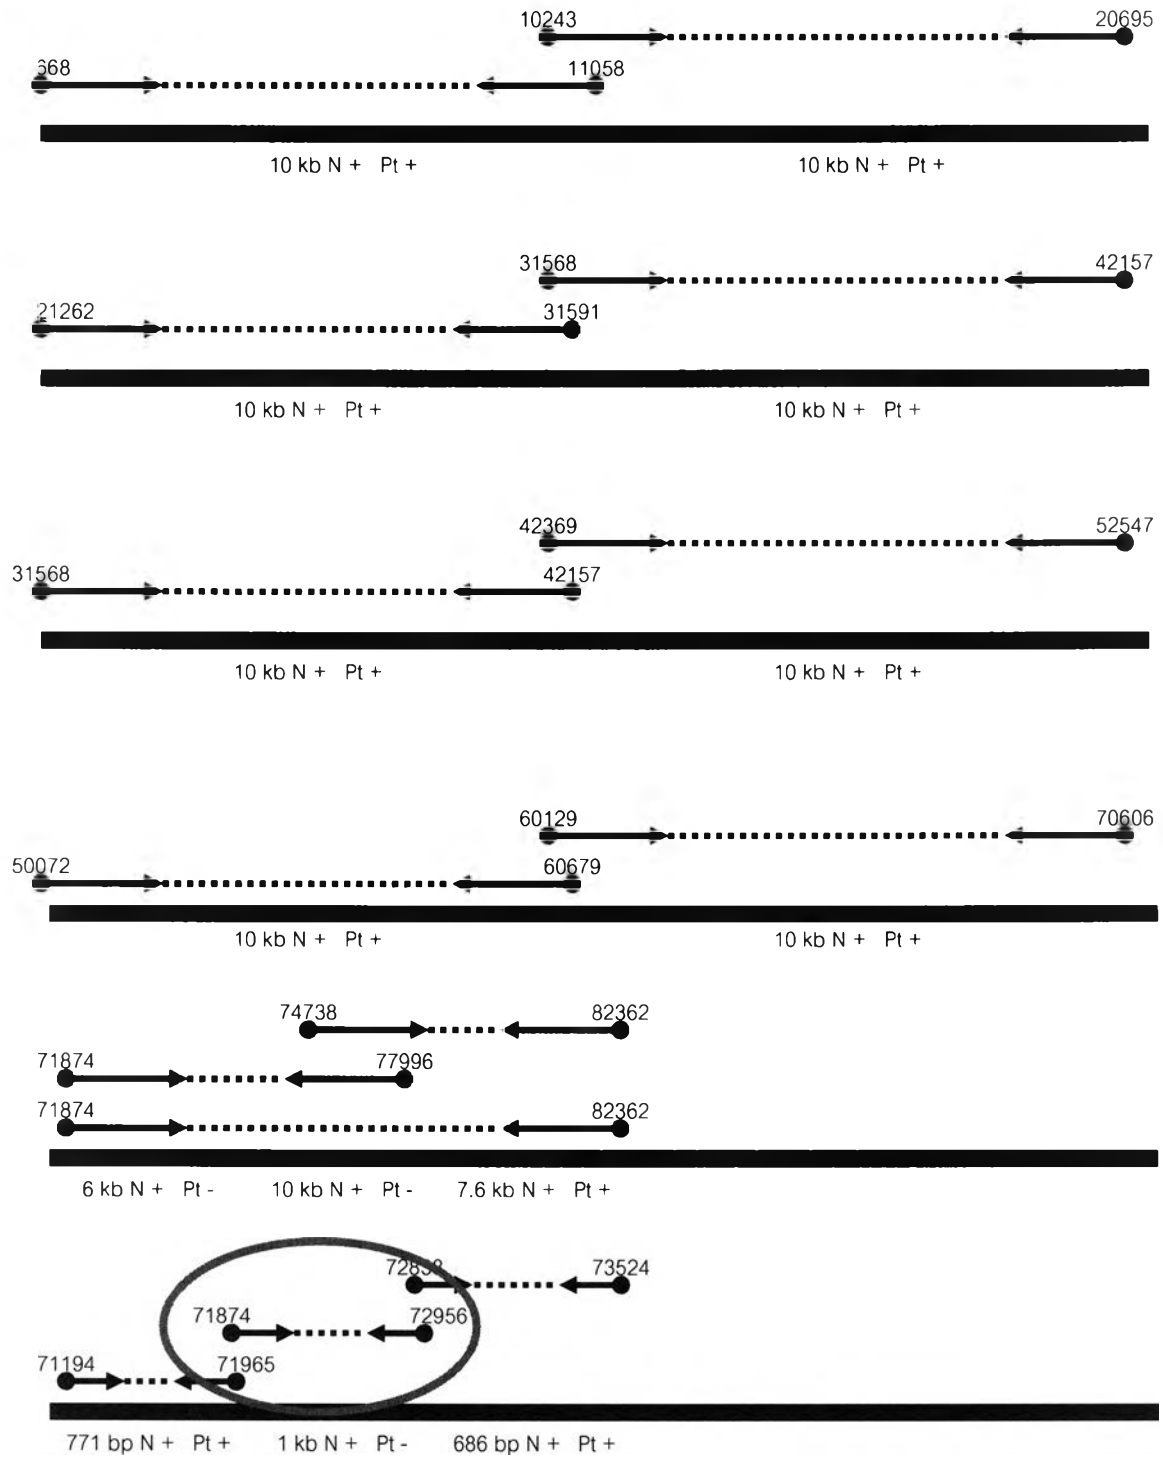 10243 20695
668 11058
10 kb N + Pt + 10 kb N + Pt +
31568 42157
21262 31591
10 kb N + Pt + 10 kb N + Pt +
42369 52547
31568 42157
10 kb N + Pt + 10 kb N + Pt +
60129 70606
50072 60679
10 kb N + Pt + 10 kb N + Pt +
74738 82362
71874 77996
71874 82362
6 kb N + Pt - 10 kb N + Pt - 7.6 kb N + Pt +
73524
71874 72956
71194 71965
771 bp N + Pt + 1 kb N + Pt - 686 bp N + Pt +